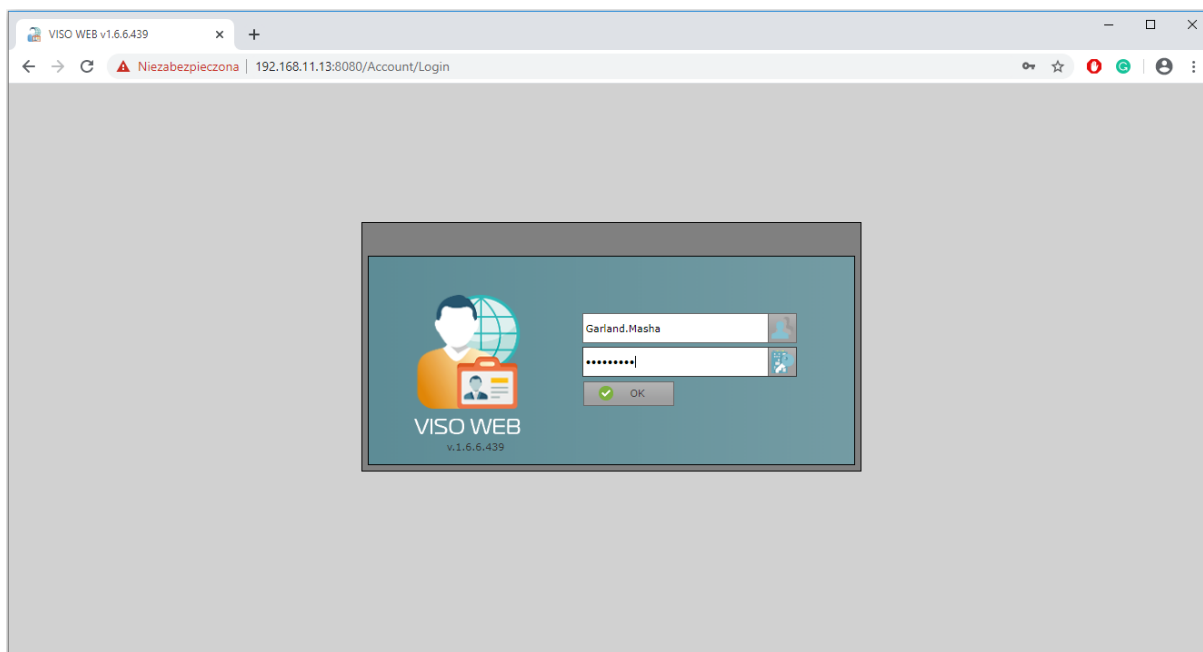 VISO WEB v1.6.6.439
Niezabezpieczona 192.168.11.13:8080/Account/Login
Garland.Masha
•••••••••
OK
VISO WEB
v.1.6.6.439